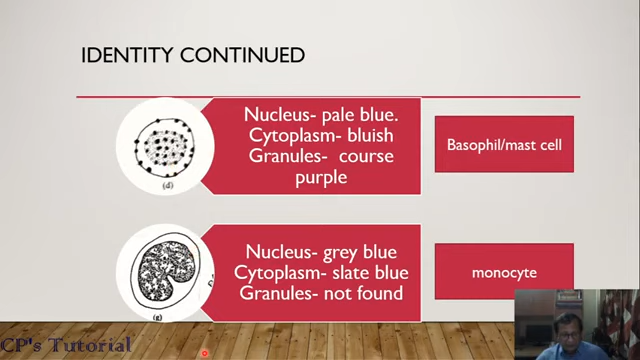 IDENTITY CONTINUED
Nucleus- pale blue.
Cytoplasm- bluish
Granules- course
purple
Basophil/mast cell
(d)
Nucleus- grey blue
Cytoplasm- slate blue
Granules- not found
monocyte
(g)
CP's Tutorial